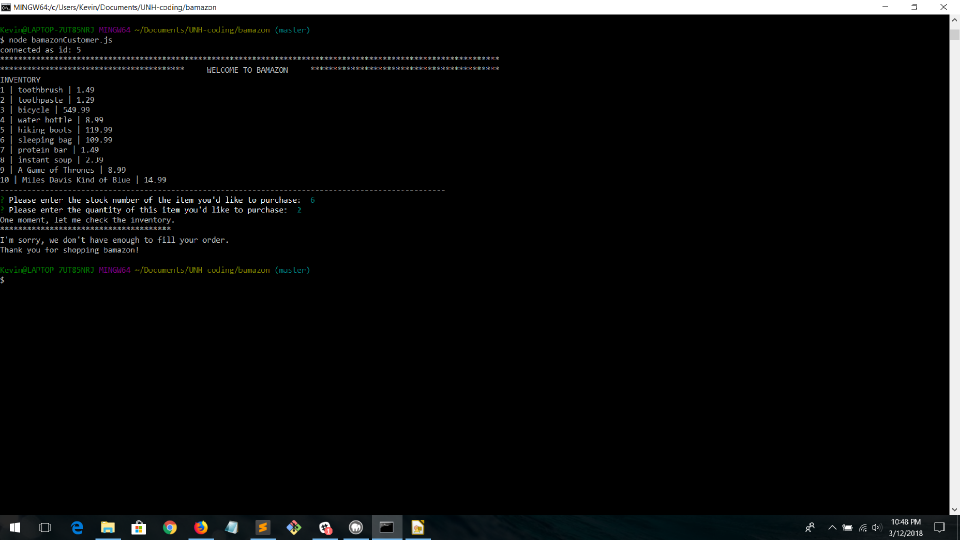 MINGW64:/c/Users/Kevin/Documents/UNH-coding/bamazon
Kevin@LAPTOP-7UT85NRJ MINGW64 ~/Documents/UNH-coding/bamazon (master)
$ node bamazonCustomer.js
connected as id: 5
***************************************************************************************************************
***************************************** WELCOME TO BAMAZON ******************************************
INVENTORY
1 | toothbrush | 1.49
2 | toothpaste | 1.29
3 | bicycle | 549.99
4 | water bottle | 8.99
5 | hiking boots | 119.99
6 | sleeping bag | 109.99
7 | protein bar | 1.49
8 | instant soup | 2.39
9 | A Game of Thrones | 8.99
10 | Miles Davis Kind of Blue | 14.99
---------------------------------------------------------------------------------------------------
? Please enter the stock number of the item you'd like to purchase: 6
? Please enter the quantity of this item you'd like to purchase: 2
One moment, let me check the inventory.
**************************************
I'm sorry, we don't have enough to fill your order.
Thank you for shopping bamazon!
Kevin@LAPTOP-7UT85NRJ MINGW64 ~/Documents/UNH-coding/bamazon (master)
$
10:48 PM
3/12/2018